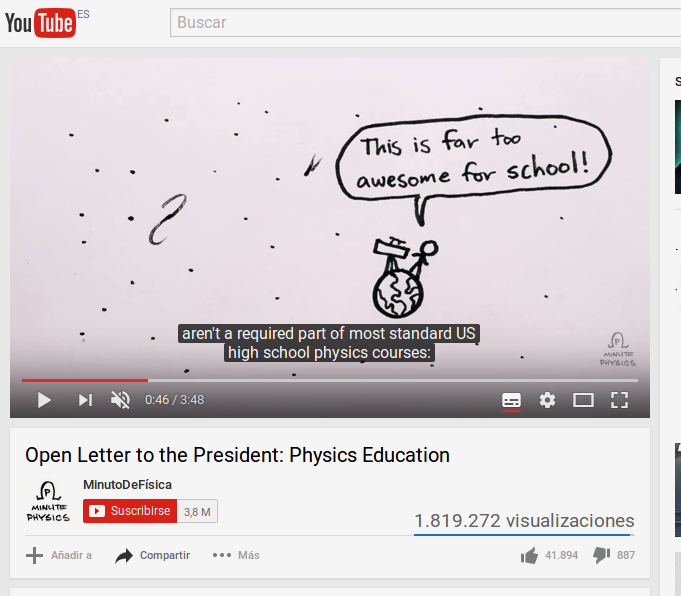 YouTube ES
Buscar
This is far too
awesome for school!
aren't a required part of most standard US
high school physics courses:
MINUTE
PHYSICS
0:46 / 3:48
Open Letter to the President: Physics Education
MinutoDeFísica
MINUTE
PHYSICS
Suscribirse 3,8 M
1.819.272 visualizaciones
Añadir a Compartir Más
41.894 887
S